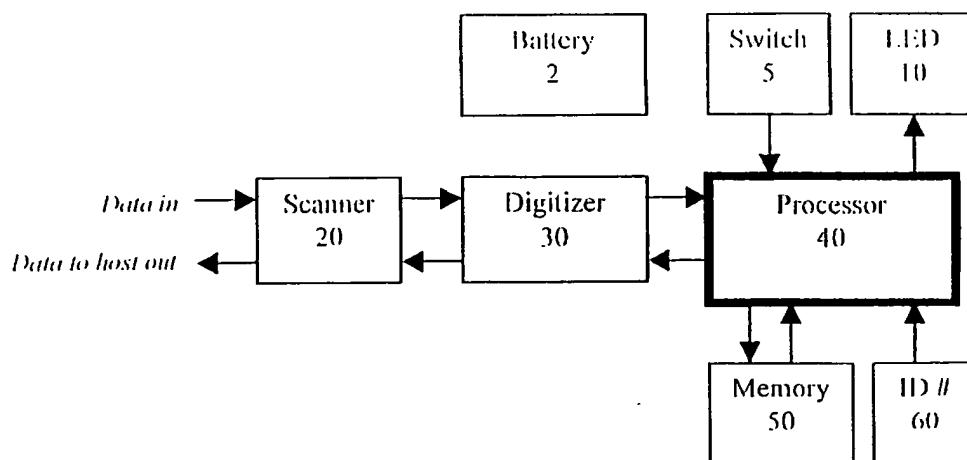 Battery
2
Switch
5
LED
10
Data in
Scanner
20
Digitizer
30
Processor
40
Data to host out
Memory
50
ID #
60